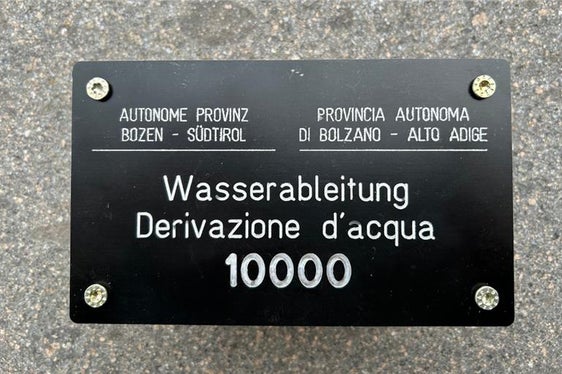 AUTONOME PROVINZ
BOZEN - SÜDTIROL
PROVINCIA AUTONOMA
DI BOLZANO - ALTO ADIGE
Wasserableitung
Derivazione d'acqua
10000